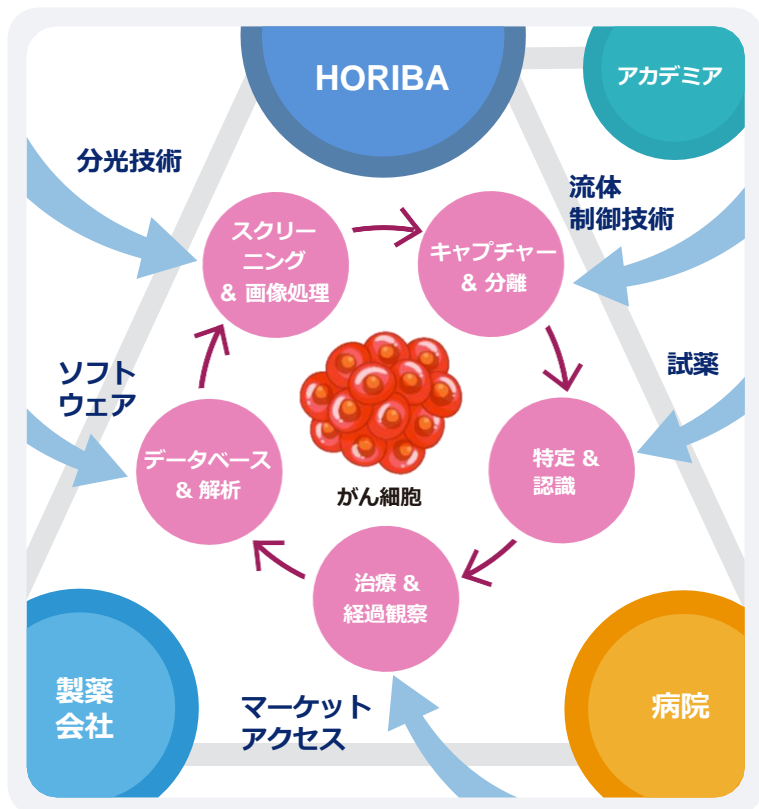 HORIBA
アカデミア
分光技術
流体
制御技術
スクリー
ニング
& 画像処理
キャプチャー
& 分離
ソフト
ウェア
試薬
データベース
& 解析
特定 &
認識
がん細胞
治療 &
経過観察
製薬
会社
マーケット
アクセス
病院